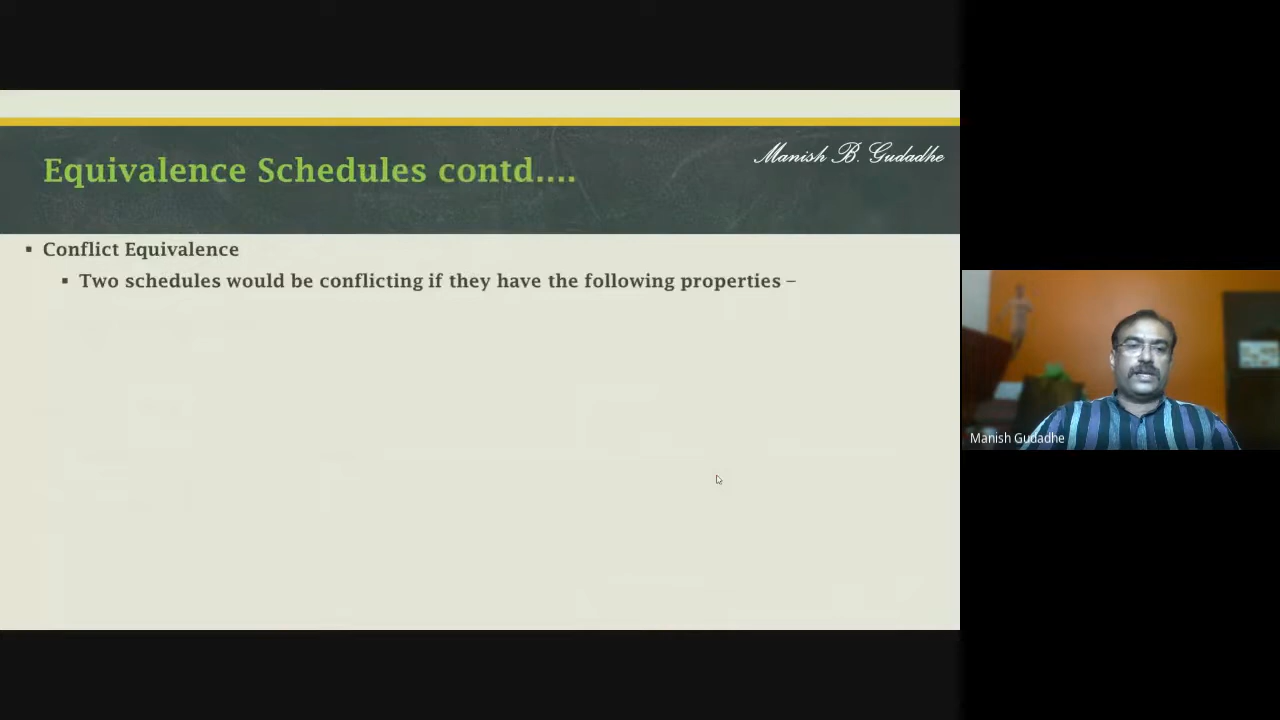 Equivalence Schedules contd....
Manish B. Gudadhe
▪ Conflict Equivalence
▪ Two schedules would be conflicting if they have the following properties –
Manish Gudadhe